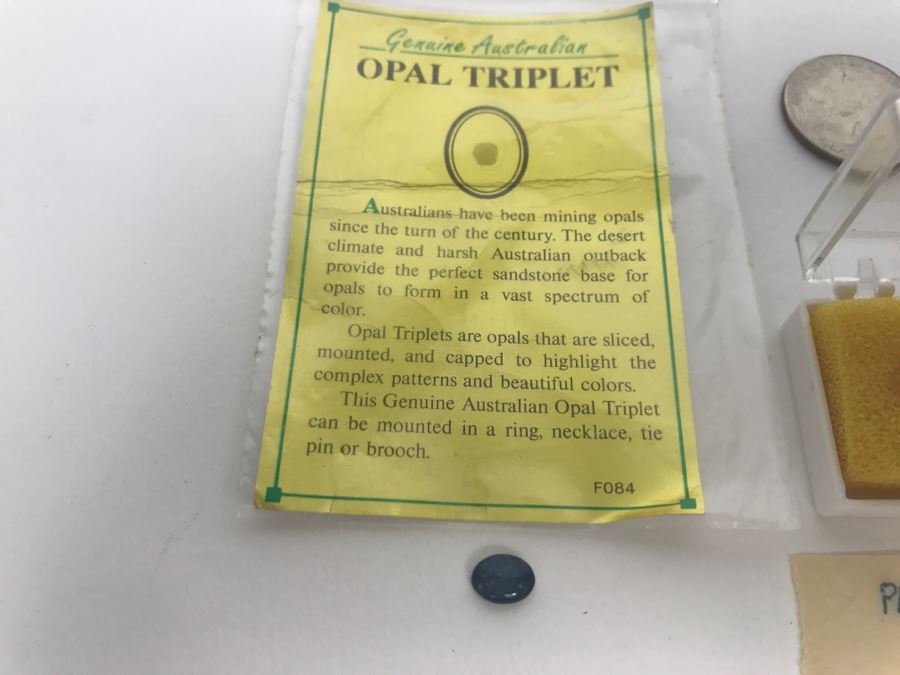 Genuine Australian
OPAL TRIPLET
Australians have been mining opals
since the turn of the century. The desert
climate and harsh Australian outback
provide the perfect sandstone base for
opals to form in a vast spectrum of
color.
Opal Triplets are opals that are sliced,
mounted, and capped to highlight the
complex patterns and beautiful colors.
This Genuine Australian Opal Triplet
can be mounted in a ring, necklace, tie
pin or brooch.
F084